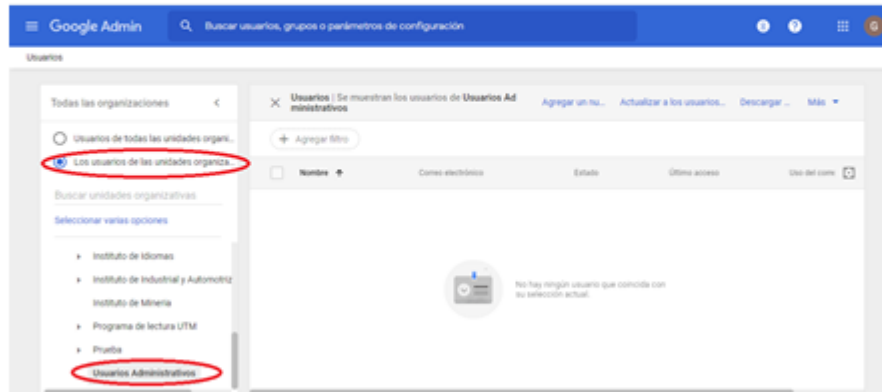 Google Admin
Buscar usuarios, grupos o parámetros de configuración
G
Usuarios
Todas las organizaciones
Usuarios de todas las unidades organi...
Los usuarios de las unidades organiza...
Buscar unidades organizativas
Seleccionar varias opciones
Instituto de Idiomas
Instituto de Industrial y Automotriz
Instituto de Minería
Programa de lectura UTM
Prueba
Usuarios Administrativos
Usuarios | Se muestran los usuarios de Usuarios Ad
ministrativos
Agregar un nu... Actualizar a los usuarios... Descargar ... Más
Agregar filtro
Nombre Correo electrónico Estado Último acceso Uso del corre
No hay ningún usuario que coincida con
su selección actual.